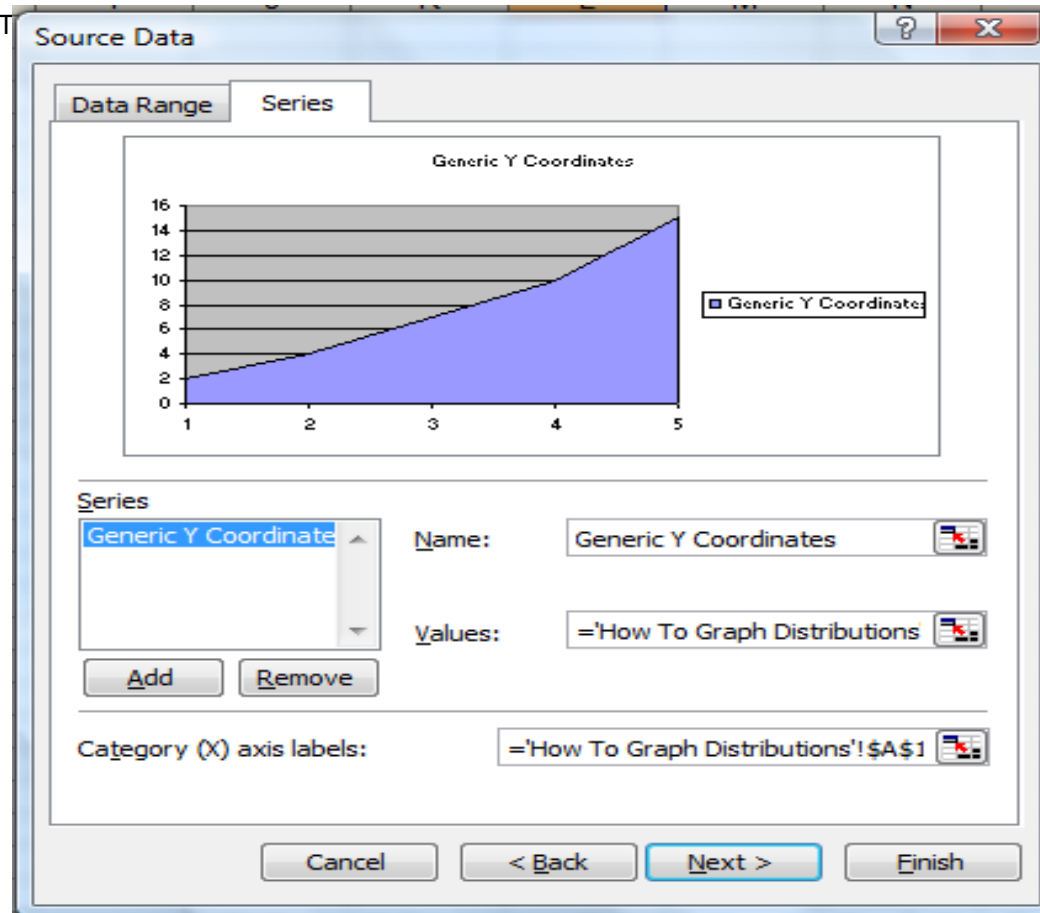 T
Source Data
?
Data Range Series
Generic Y Coordinates
16
14
12
10
8
6
4
2
0
1 2 3 4 5
Generic Y Coordinates
Series
Generic Y Coordinate
Name: Generic Y Coordinates
Values: ='How To Graph Distributions'
Add Remove
Category (X) axis labels: ='How To Graph Distributions'!$A$1
Cancel < Back Next > Finish